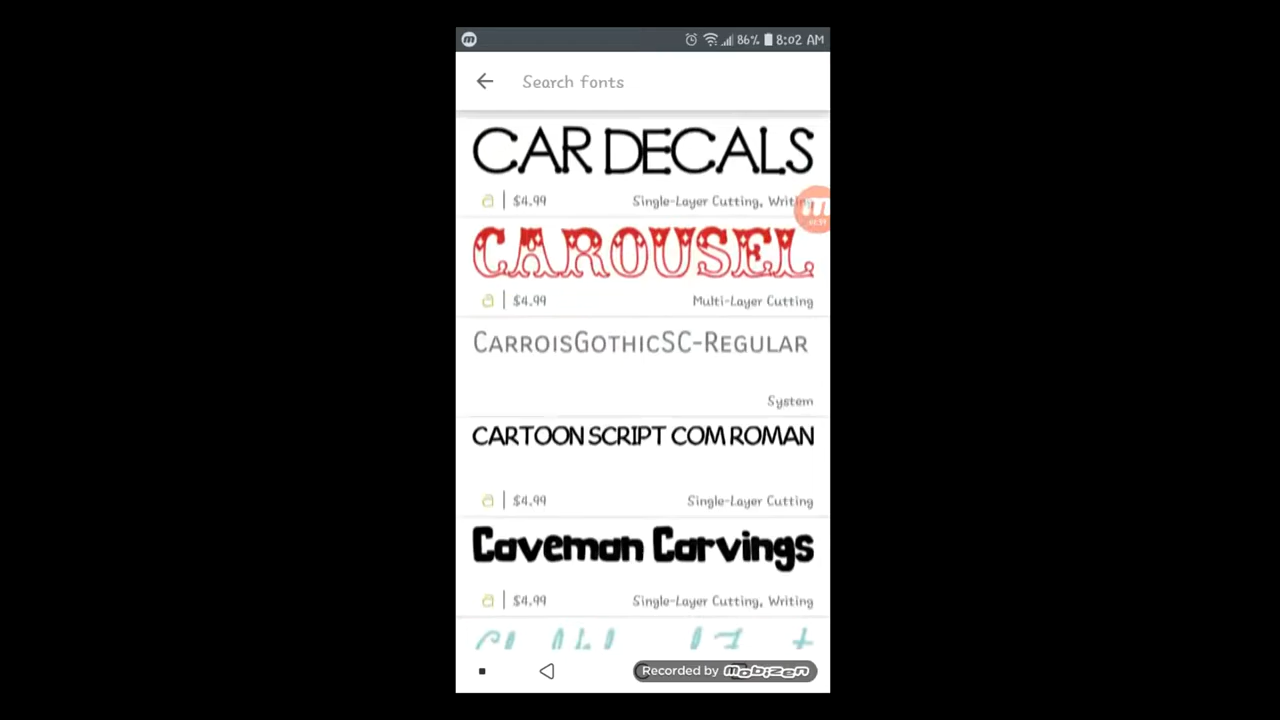 86% 8:02 AM
Search fonts
CAR DECALS
a | $4.99 Single-Layer Cutting, Writing
CAROUSEL
a | $4.99 Multi-Layer Cutting
CARROISGOTHICSC-REGULAR
System
CARTOON SCRIPT COM ROMAN
a | $4.99 Single-Layer Cutting
Caveman Carvings
a | $4.99 Single-Layer Cutting, Writing
Recorded by mobizen